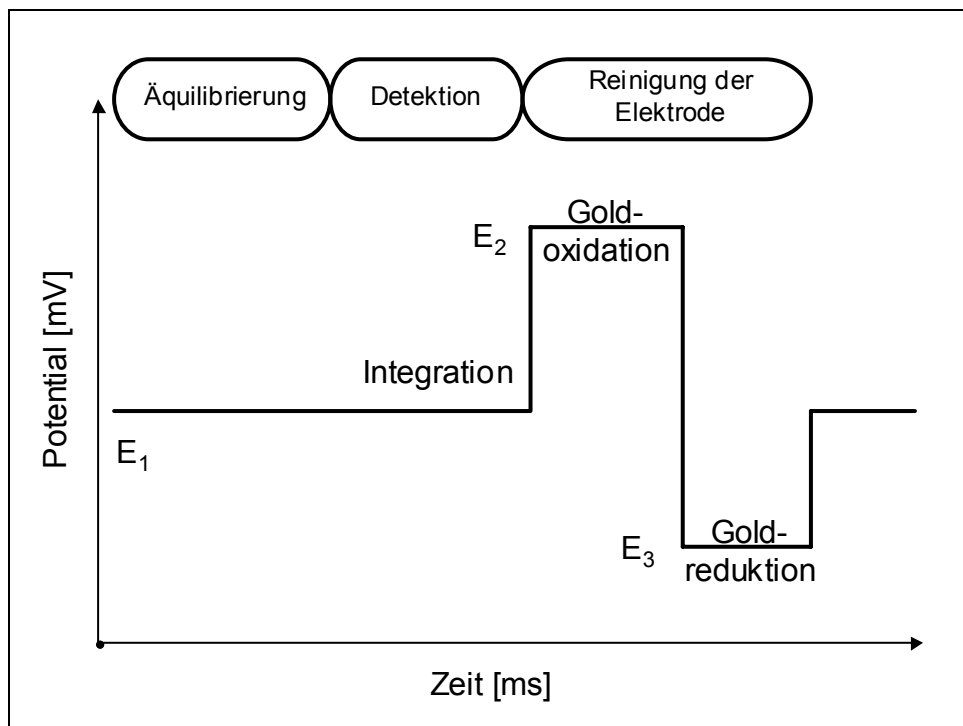 Äquilibrierung
Detektion
Reinigung der
Elektrode
Potential [mV]
E₂
Gold-
oxidation
Integration
E₁
E₃
Gold-
reduktion
Zeit [ms]